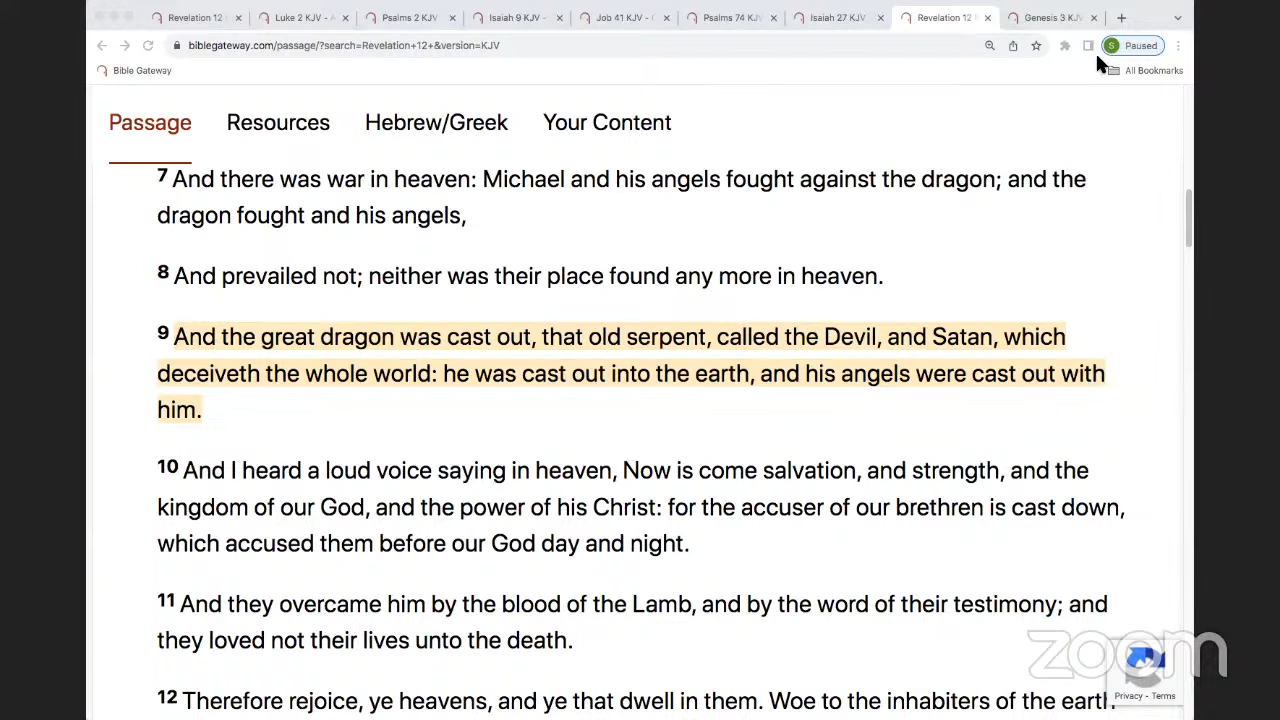 Revelation 12 Luke 2 KJV - A Psalms 2 KJV Isaiah 9 KJV - Job 41 KJV - Psalms 74 KJV Isaiah 27 KJV Revelation 12 Genesis 3 KJV
biblegateway.com/passage/?search=Revelation+12+&version=KJV S Paused
Bible Gateway All Bookmarks
Passage Resources Hebrew/Greek Your Content
7 And there was war in heaven: Michael and his angels fought against the dragon; and the
dragon fought and his angels,
8 And prevailed not; neither was their place found any more in heaven.
9 And the great dragon was cast out, that old serpent, called the Devil, and Satan, which
deceiveth the whole world: he was cast out into the earth, and his angels were cast out with
him.
10 And I heard a loud voice saying in heaven, Now is come salvation, and strength, and the
kingdom of our God, and the power of his Christ: for the accuser of our brethren is cast down,
which accused them before our God day and night.
11 And they overcame him by the blood of the Lamb, and by the word of their testimony; and
they loved not their lives unto the death.
zoom
Privacy - Terms
12 Therefore rejoice, ye heavens, and ye that dwell in them. Woe to the inhabiters of the earth